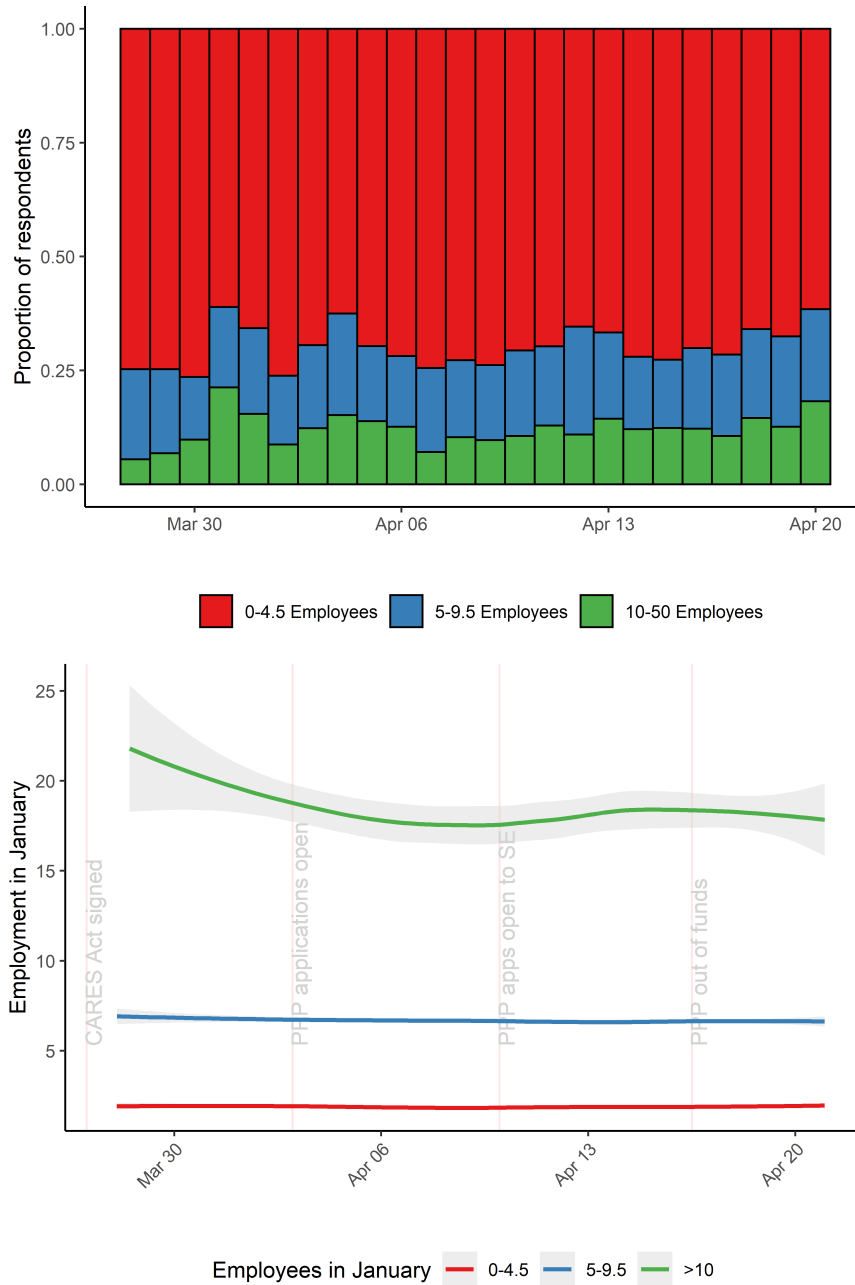 Proportion of respondents
1.00
0.75
0.50
0.25
0.00
Mar 30
Apr 06
Apr 13
Apr 20
0-4.5 Employees
5-9.5 Employees
10-50 Employees
Employment in January
25
20
15
10
5
CARES Act signed
PPP applications open
PPP apps open to SE
PPP out of funds
Mar 30
Apr 06
Apr 13
Apr 20
Employees in January
0-4.5
5-9.5
>10